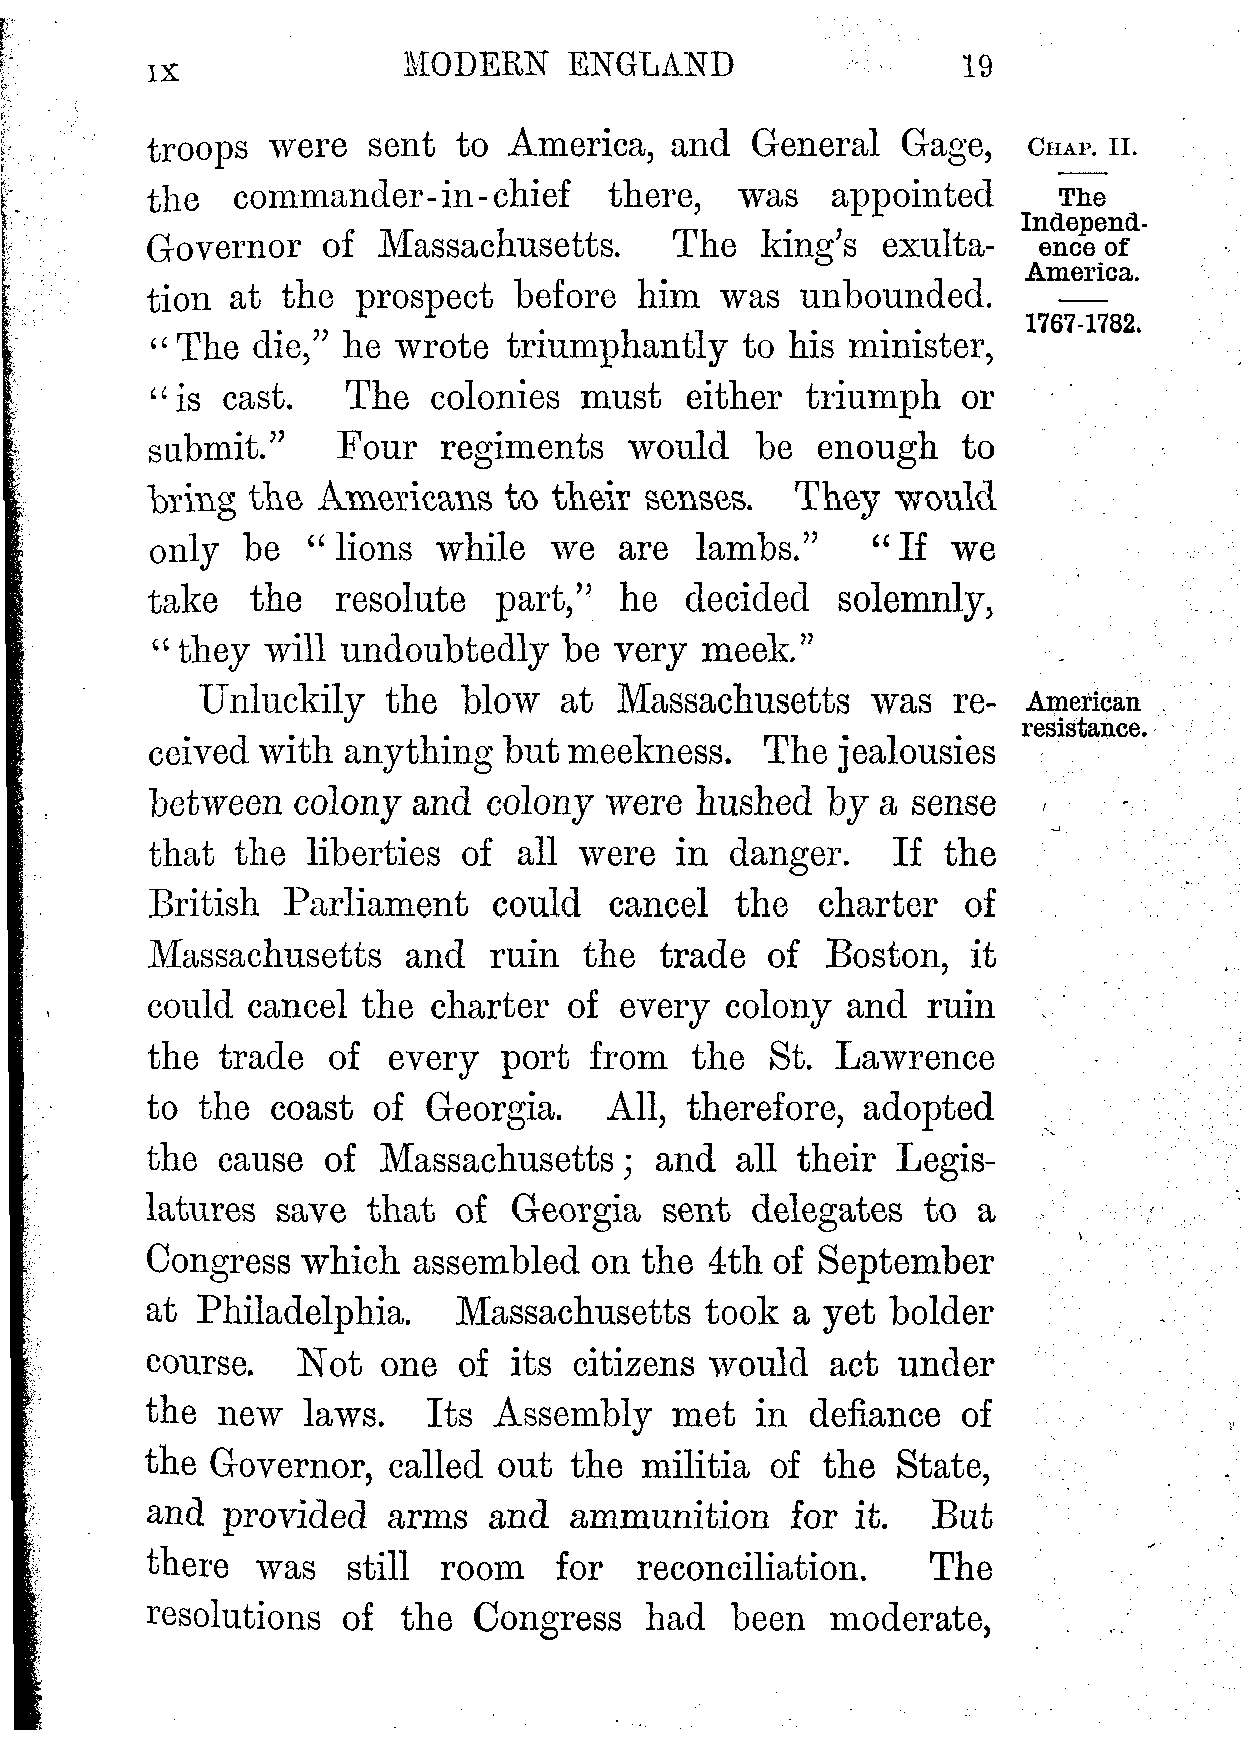 IX MODERN ENGLAND 19
troops were sent to America, and General Gage,
the commander-in-chief there, was appointed
Governor of Massachusetts. The king's exulta-
tion at the prospect before him was unbounded.
"The die," he wrote triumphantly to his minister,
"is cast. The colonies must either triumph or
submit." Four regiments would be enough to
bring the Americans to their senses. They would
only be "lions while we are lambs." "If we
take the resolute part," he decided solemnly,
"they will undoubtedly be very meek."
Unluckily the blow at Massachusetts was re-
ceived with anything but meekness. The jealousies
between colony and colony were hushed by a sense
that the liberties of all were in danger. If the
British Parliament could cancel the charter of
Massachusetts and ruin the trade of Boston, it
could cancel the charter of every colony and ruin
the trade of every port from the St. Lawrence
to the coast of Georgia. All, therefore, adopted
the cause of Massachusetts; and all their Legis-
latures save that of Georgia sent delegates to a
Congress which assembled on the 4th of September
at Philadelphia. Massachusetts took a yet bolder
course. Not one of its citizens would act under
the new laws. Its Assembly met in defiance of
the Governor, called out the militia of the State,
and provided arms and ammunition for it. But
there was still room for reconciliation. The
resolutions of the Congress had been moderate,
CHAP. II.
The
Independ-
ence of
America.
1767-1782.
American
resistance.